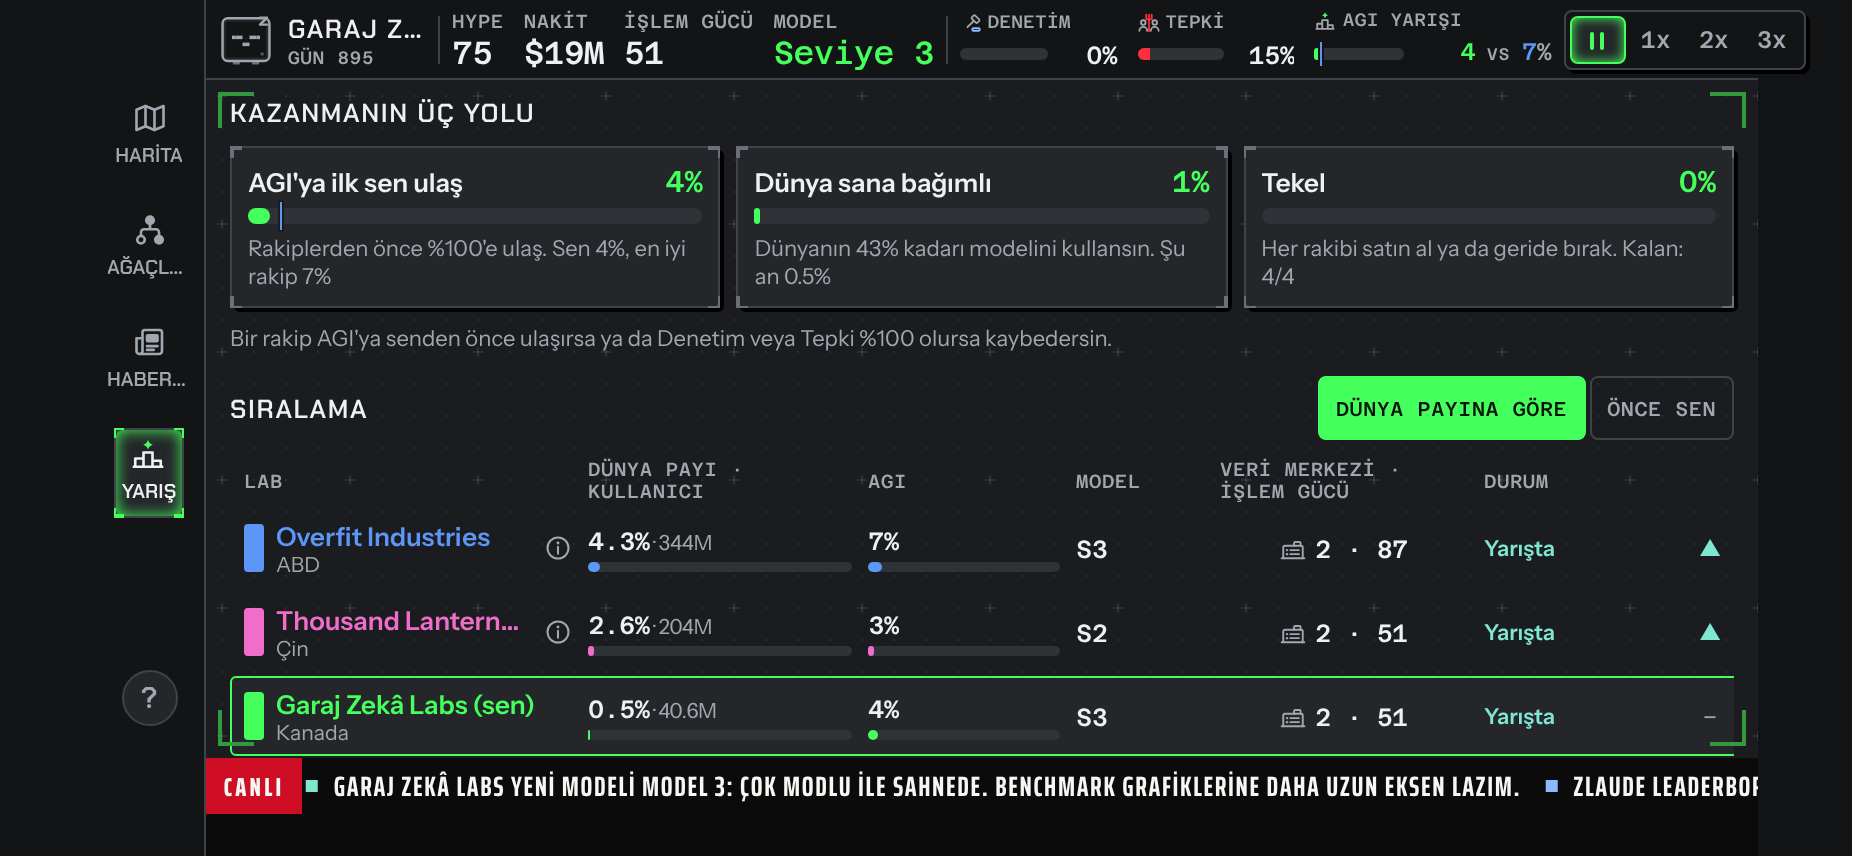 GARAJ Z...
GÜN 895
HYPE
75
NAKİT
$19M
İŞLEM GÜCÜ
51
MODEL
Seviye 3
DENETİM
0%
TEPKİ
15%
AGI YARIŞI
4 vs 7%
1x
2x
3x
HARİTA
AĞAÇL...
HABER...
YARIŞ
?
KAZANMANIN ÜÇ YOLU
AGI'ya ilk sen ulaş
4%
Rakiplerden önce %100'e ulaş. Sen 4%, en iyi
rakip 7%
Dünya sana bağımlı
1%
Dünyanın 43% kadarı modelini kullansın. Şu
an 0.5%
Tekel
0%
Her rakibi satın al ya da geride bırak. Kalan:
4/4
Bir rakip AGI'ya senden önce ulaşırsa ya da Denetim veya Tepki %100 olursa kaybedersin.
SIRALAMA
DÜNYA PAYINA GÖRE
ÖNCE SEN
LAB
DÜNYA PAYI ·
KULLANICI
AGI
MODEL
VERİ MERKEZİ ·
İŞLEM GÜCÜ
DURUM
Overfit Industries
ABD
4.3%·344M
7%
S3
2 · 87
Yarışta
Thousand Lantern...
Çin
2.6%·204M
3%
S2
2 · 51
Yarışta
Garaj Zekâ Labs (sen)
Kanada
0.5%·40.6M
4%
S3
2 · 51
Yarışta
–
CANLI
GARAJ ZEKÂ LABS YENİ MODELİ MODEL 3: ÇOK MODLU İLE SAHNEDE. BENCHMARK GRAFİKLERİNE DAHA UZUN EKSEN LAZIM.
ZLAUDE